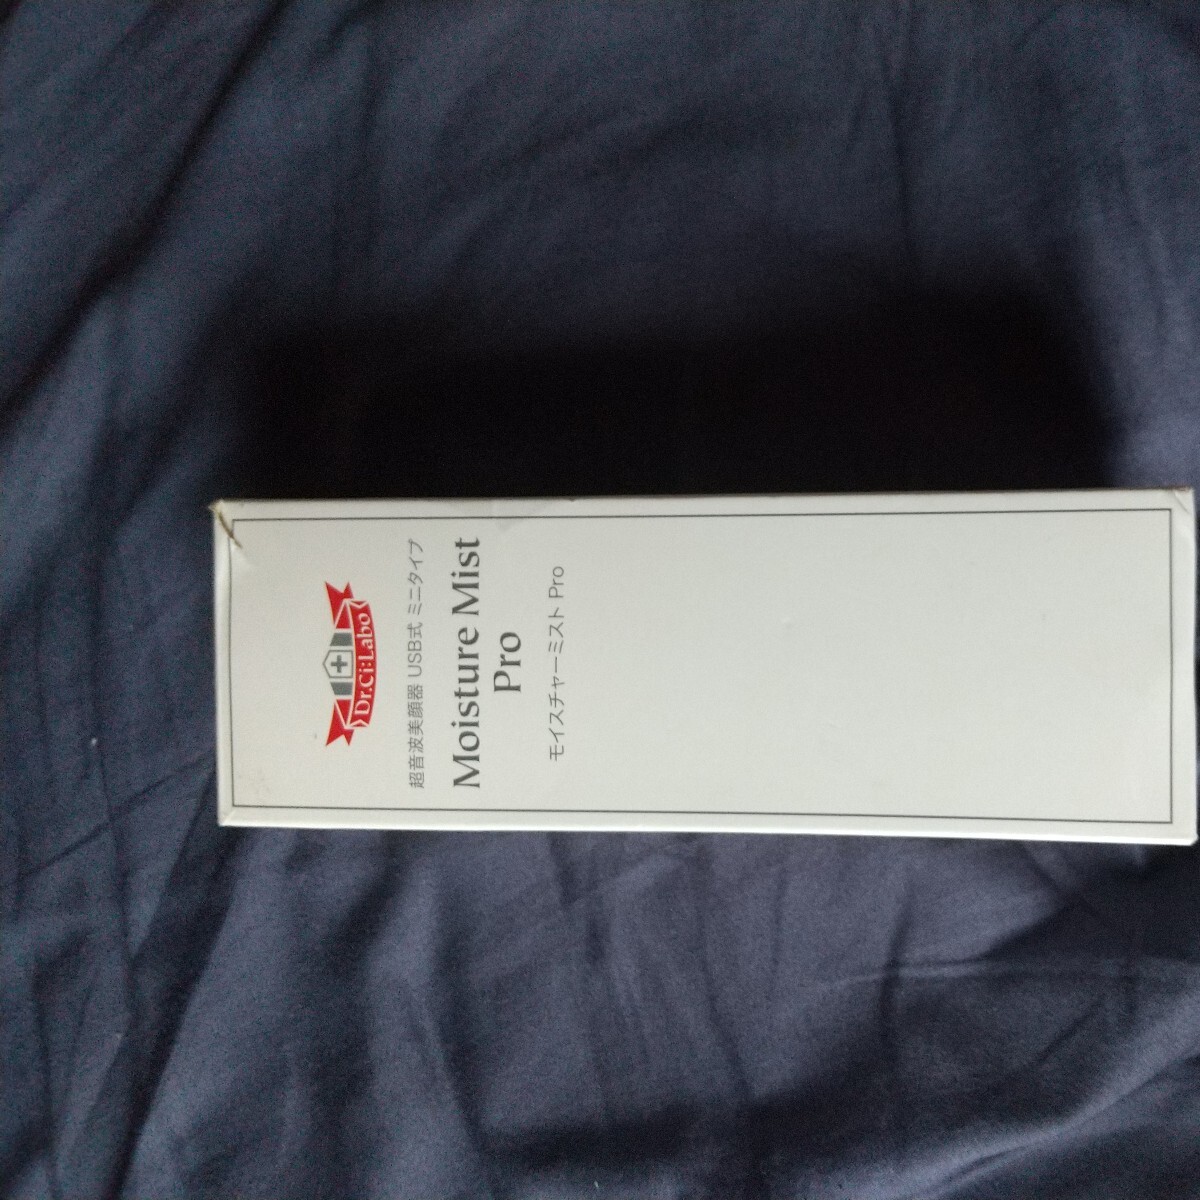 Dr.Ci:Labo
超音波美顔器 USB式 ミニタイプ
Moisture Mist
Pro
モイスチャーミスト Pro